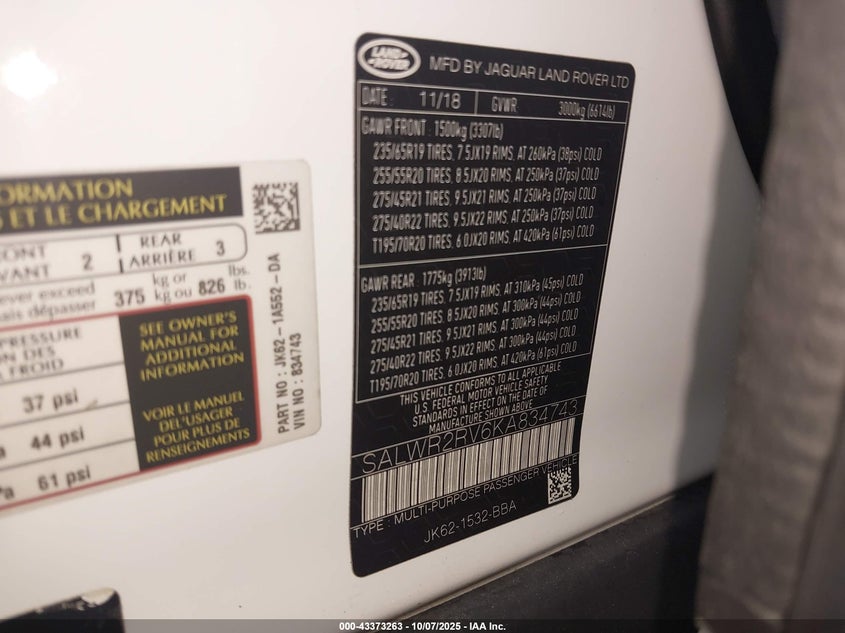 LAND ROVER
MFD BY JAGUAR LAND ROVER LTD
DATE: 11/18 GVWR 3000kg (6614lb)
GAWR FRONT : 1500kg (3307lb)
235/65R19 TIRES, 7 5JX19 RIMS, AT 260kPa (38psi) COLD
255/55R20 TIRES, 8 5JX20 RIMS, AT 250kPa (37psi) COLD
275/45R21 TIRES, 9 5JX21 RIMS, AT 250kPa (37psi) COLD
275/40R22 TIRES, 9 5JX22 RIMS, AT 250kPa (37psi) COLD
T195/70R20 TIRES, 6 0JX20 RIMS, AT 420kPa (61psi) COLD
GAWR REAR : 1775kg (3913lb)
235/65R19 TIRES, 7 5JX19 RIMS, AT 310kPa (45psi) COLD
255/55R20 TIRES, 8 5JX20 RIMS, AT 300kPa (44psi) COLD
275/45R21 TIRES, 9 5JX21 RIMS, AT 300kPa (44psi) COLD
275/40R22 TIRES, 9 5JX22 RIMS, AT 300kPa (44psi) COLD
T195/70R20 TIRES, 6 0JX20 RIMS, AT 420kPa (61psi) COLD
THIS VEHICLE CONFORMS TO ALL APPLICABLE
U.S. FEDERAL MOTOR VEHICLE SAFETY
STANDARDS IN EFFECT ON THE DATE OF
MANUFACTURE SHOWN ABOVE
SALWR2RV6KA834743
TYPE : MULTI-PURPOSE PASSENGER VEHICLE
JK62-1532-BBA
ORMATION
S ET LE CHARGEMENT
ONT
VANT 2
REAR
ARRIÈRE 3
ever exceed
ais dépasser 375 kg or
kg ou 826 lbs.
lb.
PRESSURE
ON DES
A FROID
37 psi
44 psi
a 61 psi
SEE OWNER'S
MANUAL FOR
ADDITIONAL
INFORMATION
VOIR LE MANUEL
DEL'USAGER
POUR PLUS DE
RENSEIGNEMENTS
PART NO : JK62 - 1A552 - DA
VIN NO : 834743
000-43373263 - 10/07/2025 - IAA Inc.